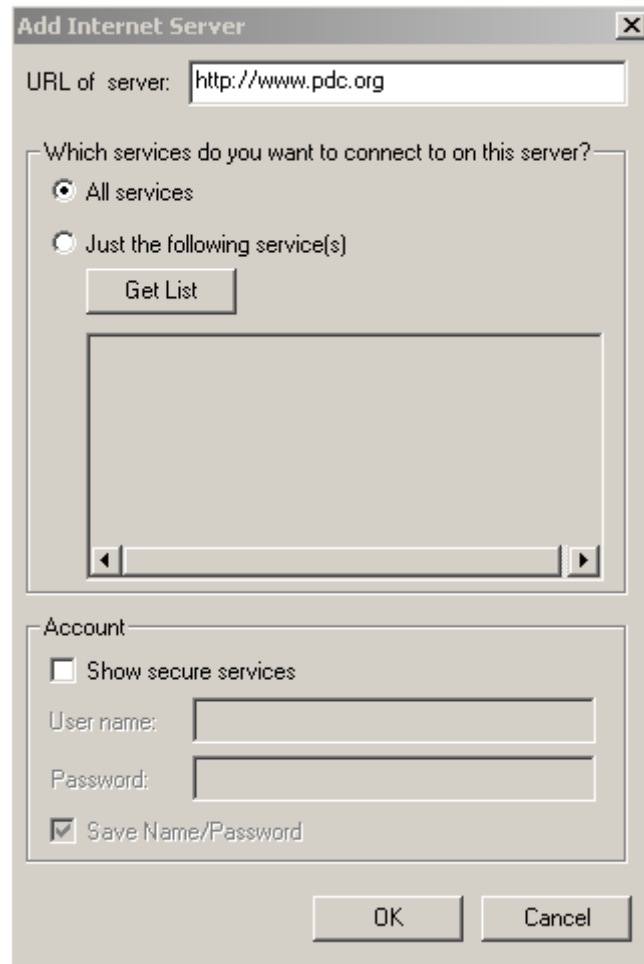 Add Internet Server
URL of server: http://www.pdc.org
Which services do you want to connect to on this server?
All services
Just the following service(s)
Get List
Account
Show secure services
User name:
Password:
Save Name/Password
OK Cancel